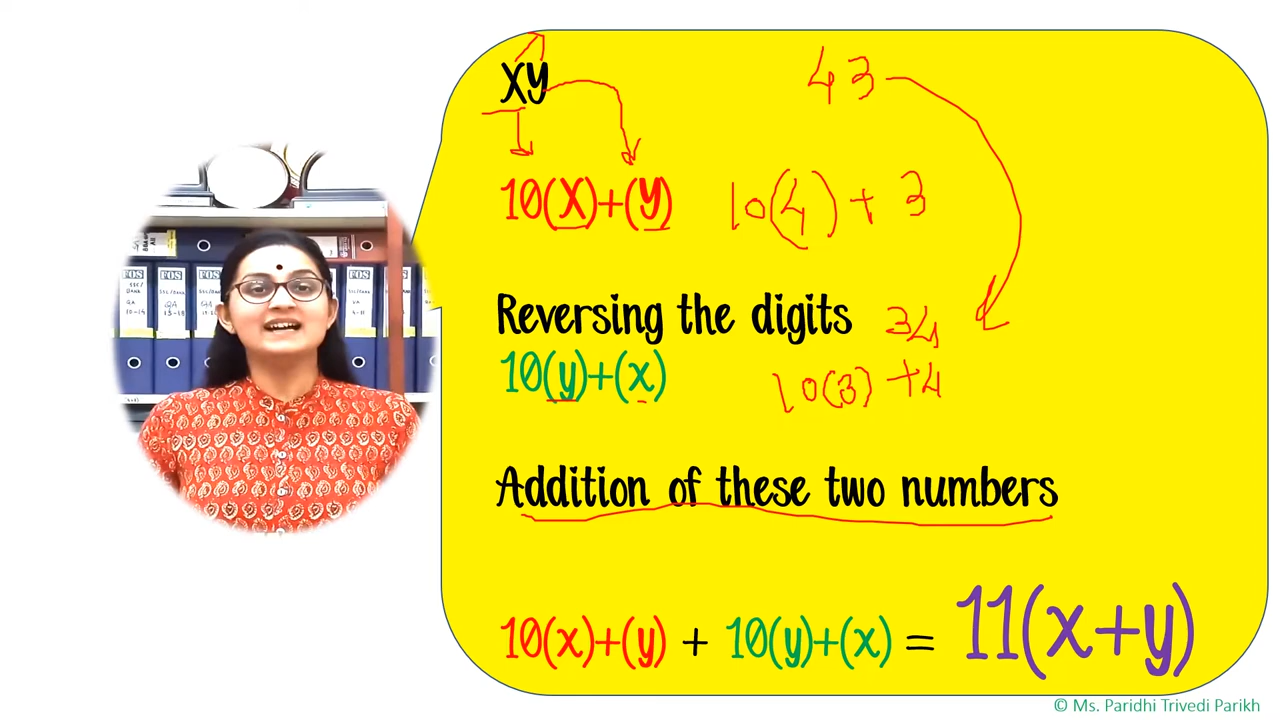 xy
43
10(x)+(y)
10(4) + 3
Reversing the digits
34
10(y)+(x)
10(3) +4
Addition of these two numbers
10(x)+(y) + 10(y)+(x) = 11(x+y)
© Ms. Paridhi Trivedi Parikh